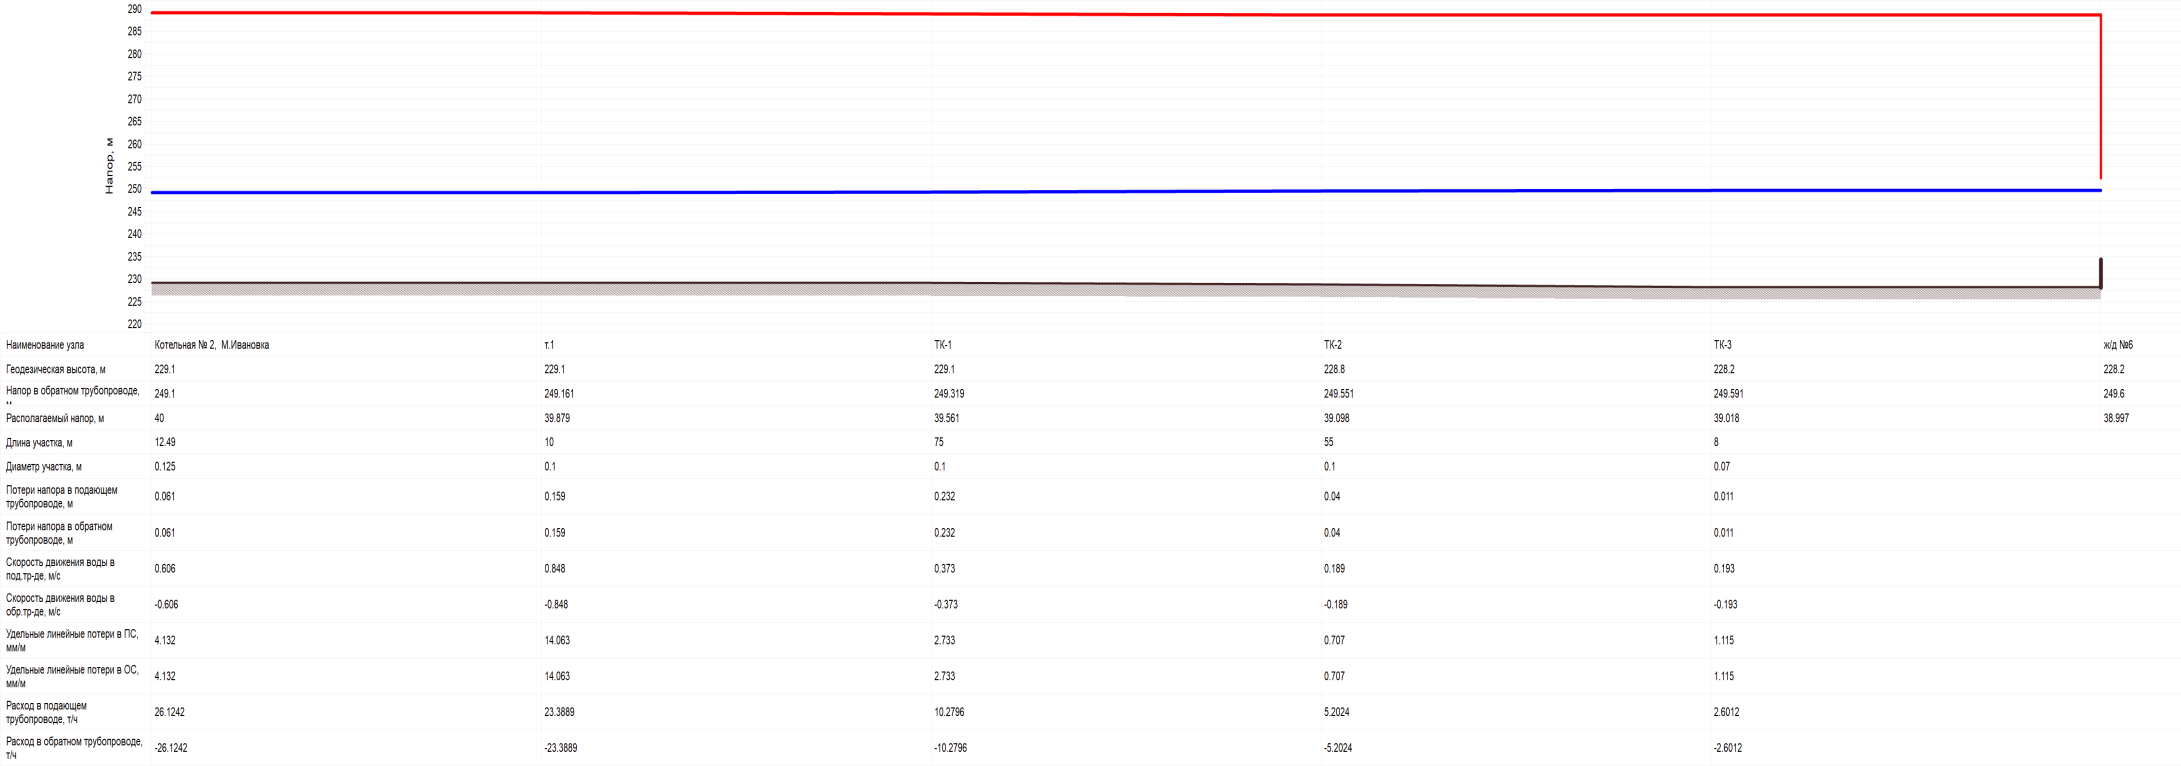 290
285
280
275
270
265
260
255
250
245
240
235
230
225
220
Напор, м
Наименование узла Котельная № 2, М.Ивановка т.1 ТК-1 ТК-2 ТК-3 ж/д №6
Геодезическая высота, м 229.1 229.1 229.1 228.8 228.2 228.2
Напор в обратном трубопроводе, 249.1 249.161 249.319 249.551 249.591 249.6
Располагаемый напор, м 40 39.879 39.561 39.098 39.018 38.997
Длина участка, м 12.49 10 75 55 8
Диаметр участка, м 0.125 0.1 0.1 0.1 0.07
Потери напора в подающем
трубопроводе, м 0.061 0.159 0.232 0.04 0.011
Потери напора в обратном
трубопроводе, м 0.061 0.159 0.232 0.04 0.011
Скорость движения воды в
под.тр-де, м/с 0.606 0.848 0.373 0.189 0.193
Скорость движения воды в
обр.тр-де, м/с -0.606 -0.848 -0.373 -0.189 -0.193
Удельные линейные потери в ПС,
мм/м 4.132 14.063 2.733 0.707 1.115
Удельные линейные потери в ОС,
мм/м 4.132 14.063 2.733 0.707 1.115
Расход в подающем
трубопроводе, т/ч 26.1242 23.3889 10.2796 5.2024 2.6012
Расход в обратном трубопроводе,
т/ч -26.1242 -23.3889 -10.2796 -5.2024 -2.6012